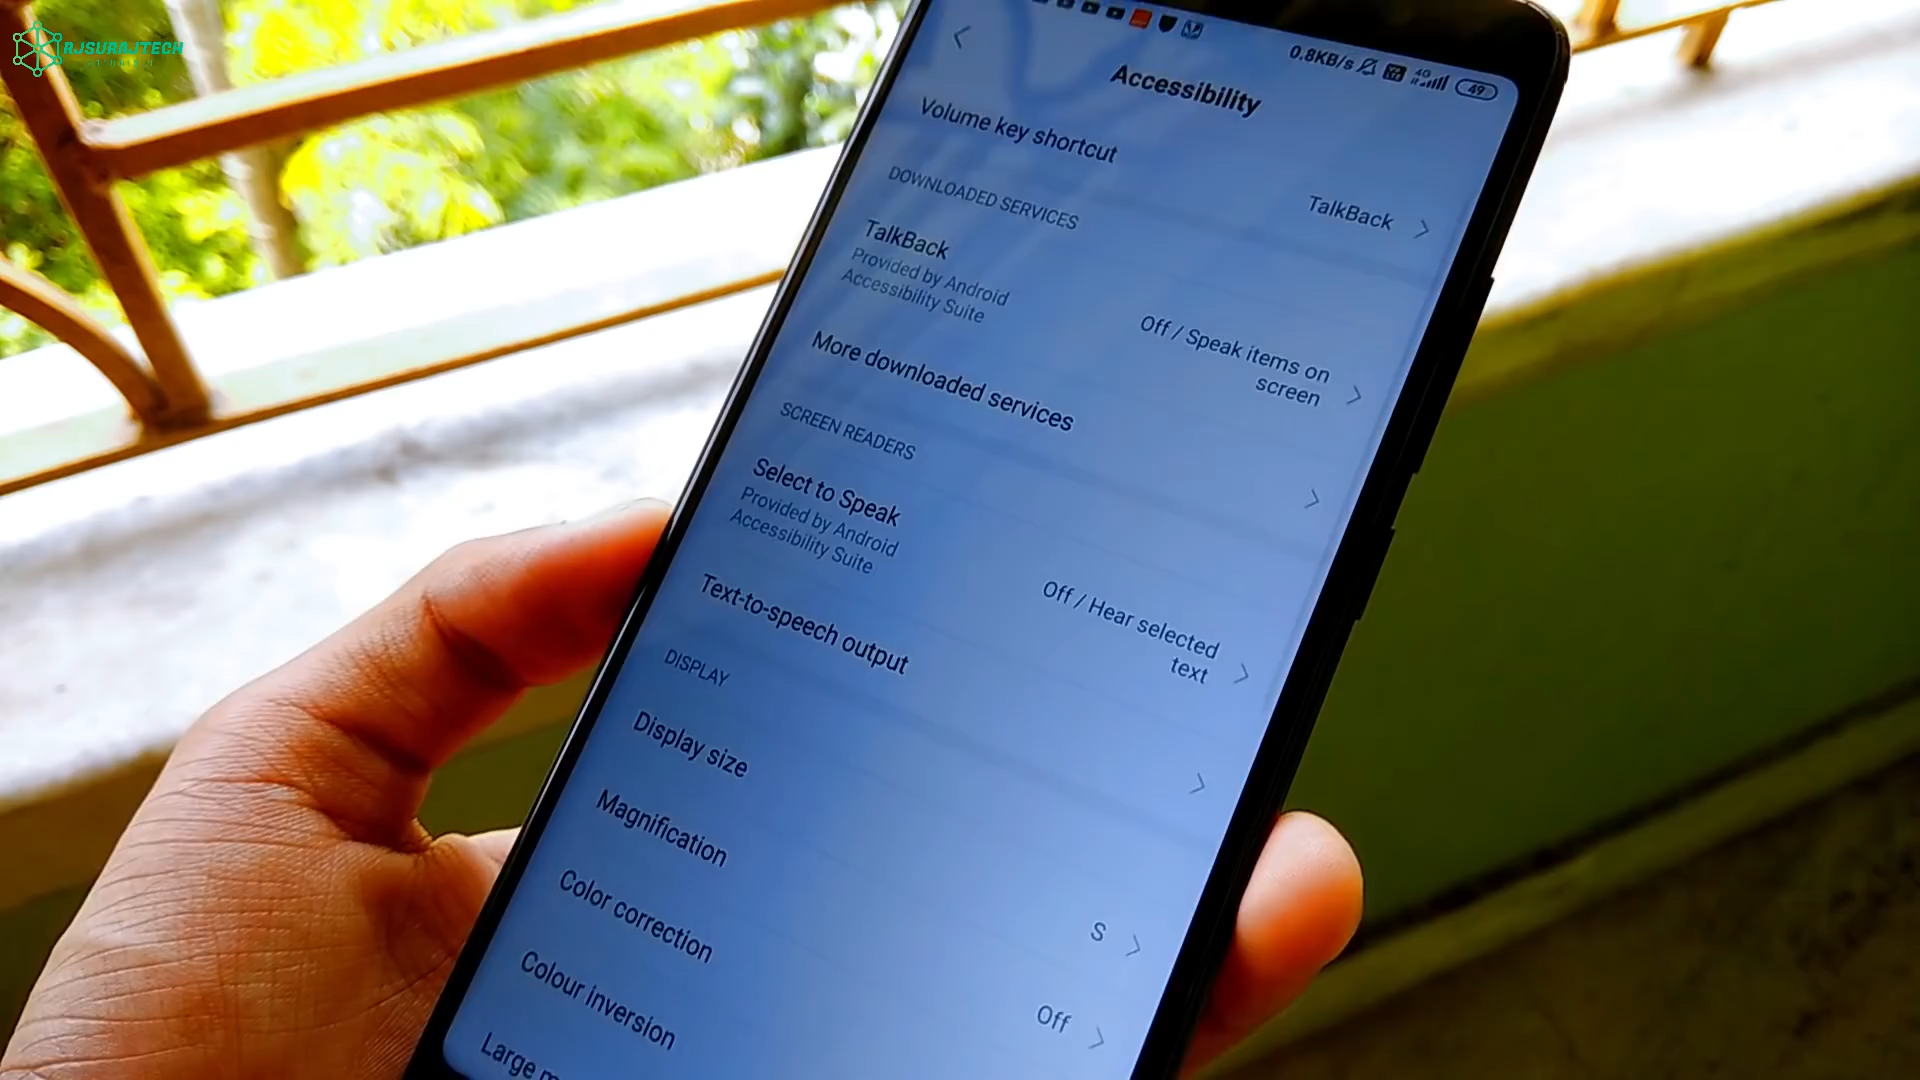 RJSURAJTECH
0.8KB/s
4G
49
Accessibility
Volume key shortcut
TalkBack
DOWNLOADED SERVICES
TalkBack
Provided by Android
Accessibility Suite
Off / Speak items on
screen
More downloaded services
SCREEN READERS
Select to Speak
Provided by Android
Accessibility Suite
Off / Hear selected
text
Text-to-speech output
DISPLAY
Display size
S
Magnification
Off
Color correction
Colour inversion
Large